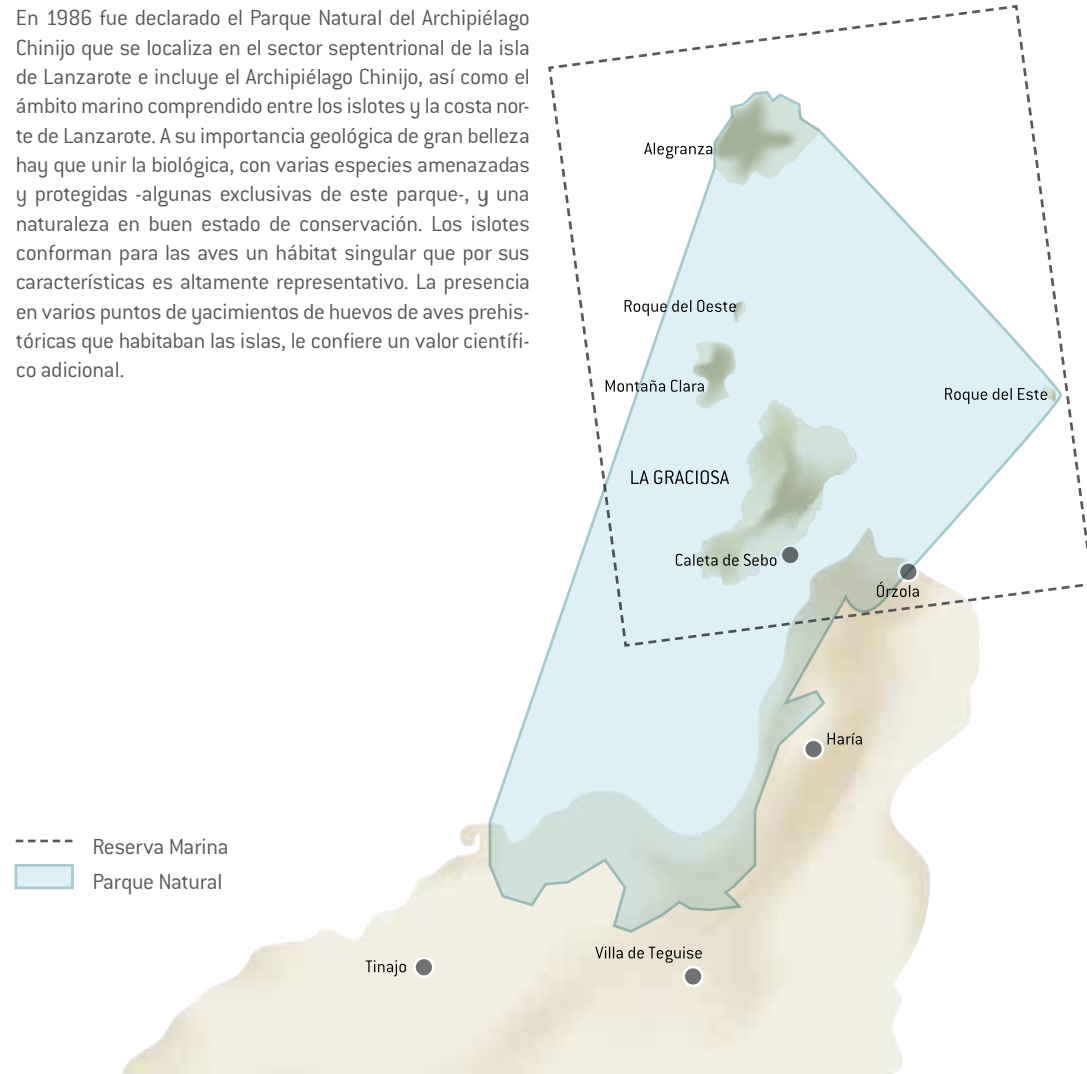 En 1986 fue declarado el Parque Natural del Archipiélago
Chinijo que se localiza en el sector septentrional de la isla
de Lanzarote e incluye el Archipiélago Chinijo, así como el
ámbito marino comprendido entre los islotes y la costa nor-
te de Lanzarote. A su importancia geológica de gran belleza
hay que unir la biológica, con varias especies amenazadas
y protegidas -algunas exclusivas de este parque-, y una
naturaleza en buen estado de conservación. Los islotes
conforman para las aves un hábitat singular que por sus
características es altamente representativo. La presencia
en varios puntos de yacimientos de huevos de aves prehis-
tóricas que habitaban las islas, le confiere un valor científi-
co adicional.
Alegranza
Roque del Oeste
Montaña Clara
Roque del Este
LA GRACIOSA
Caleta de Sebo
Órzola
Haría
Reserva Marina
Parque Natural
Villa de Teguise
Tinajo